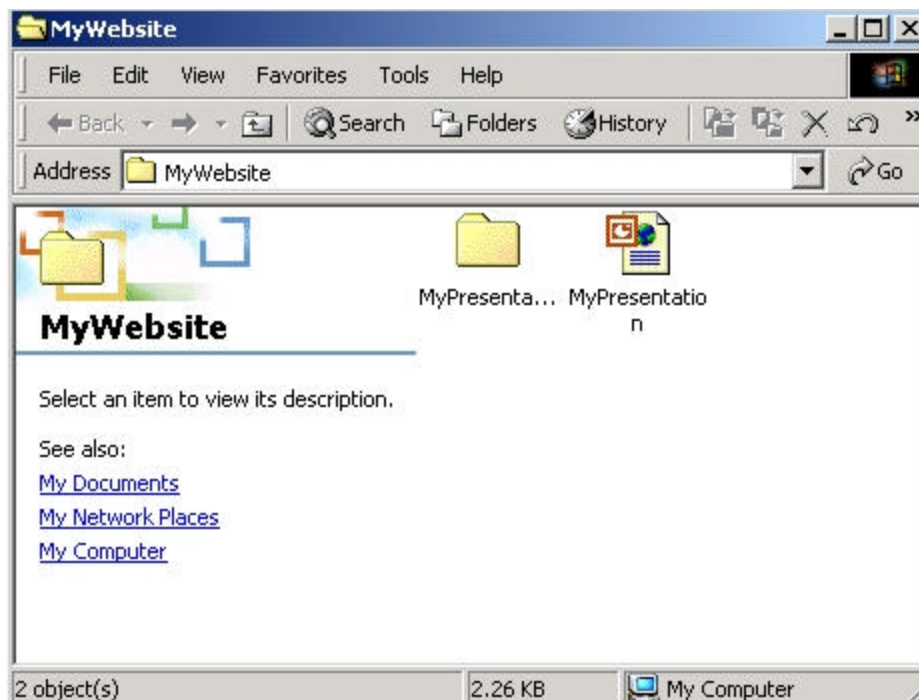 MyWebsite
File Edit View Favorites Tools Help
Back Search Folders History »
Address MyWebsite Go
MyPresenta... MyPresentatio
n
MyWebsite
Select an item to view its description.
See also:
My Documents
My Network Places
My Computer
2 object(s) 2.26 KB My Computer